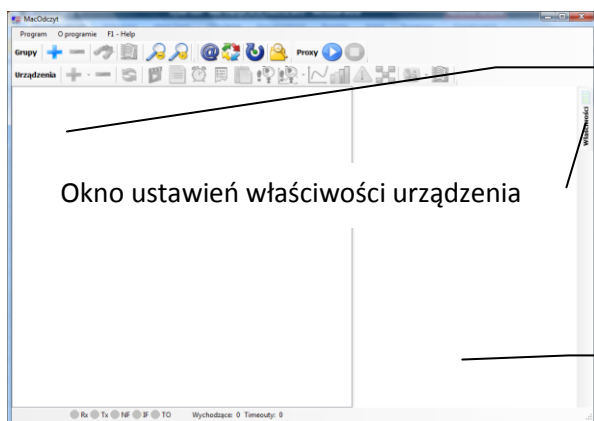 MacOdczyt
Program O programie F1 - Help
Grupy Proxy
Urządzenia
Właściwości
Okno ustawień właściwości urządzenia
Rx Tx NF IF TO Wychodzące: 0 Timeouty: 0